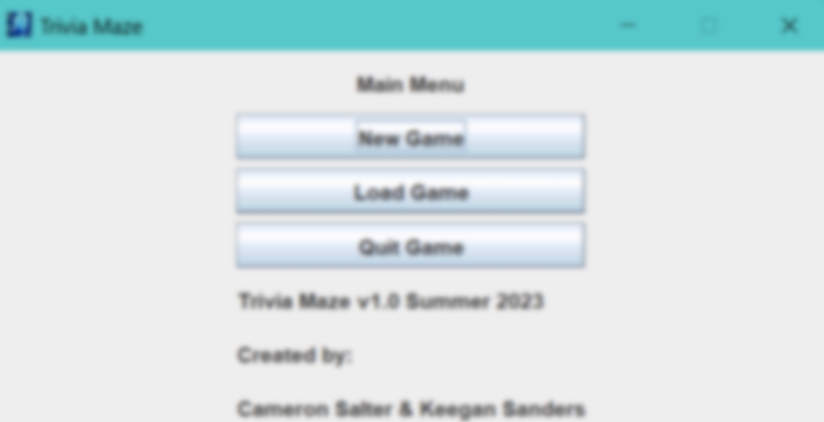 Trivia Maze
Main Menu
New Game
Load Game
Quit Game
Trivia Maze v1.0 Summer 2023
Created by:
Cameron Salter & Keegan Sanders